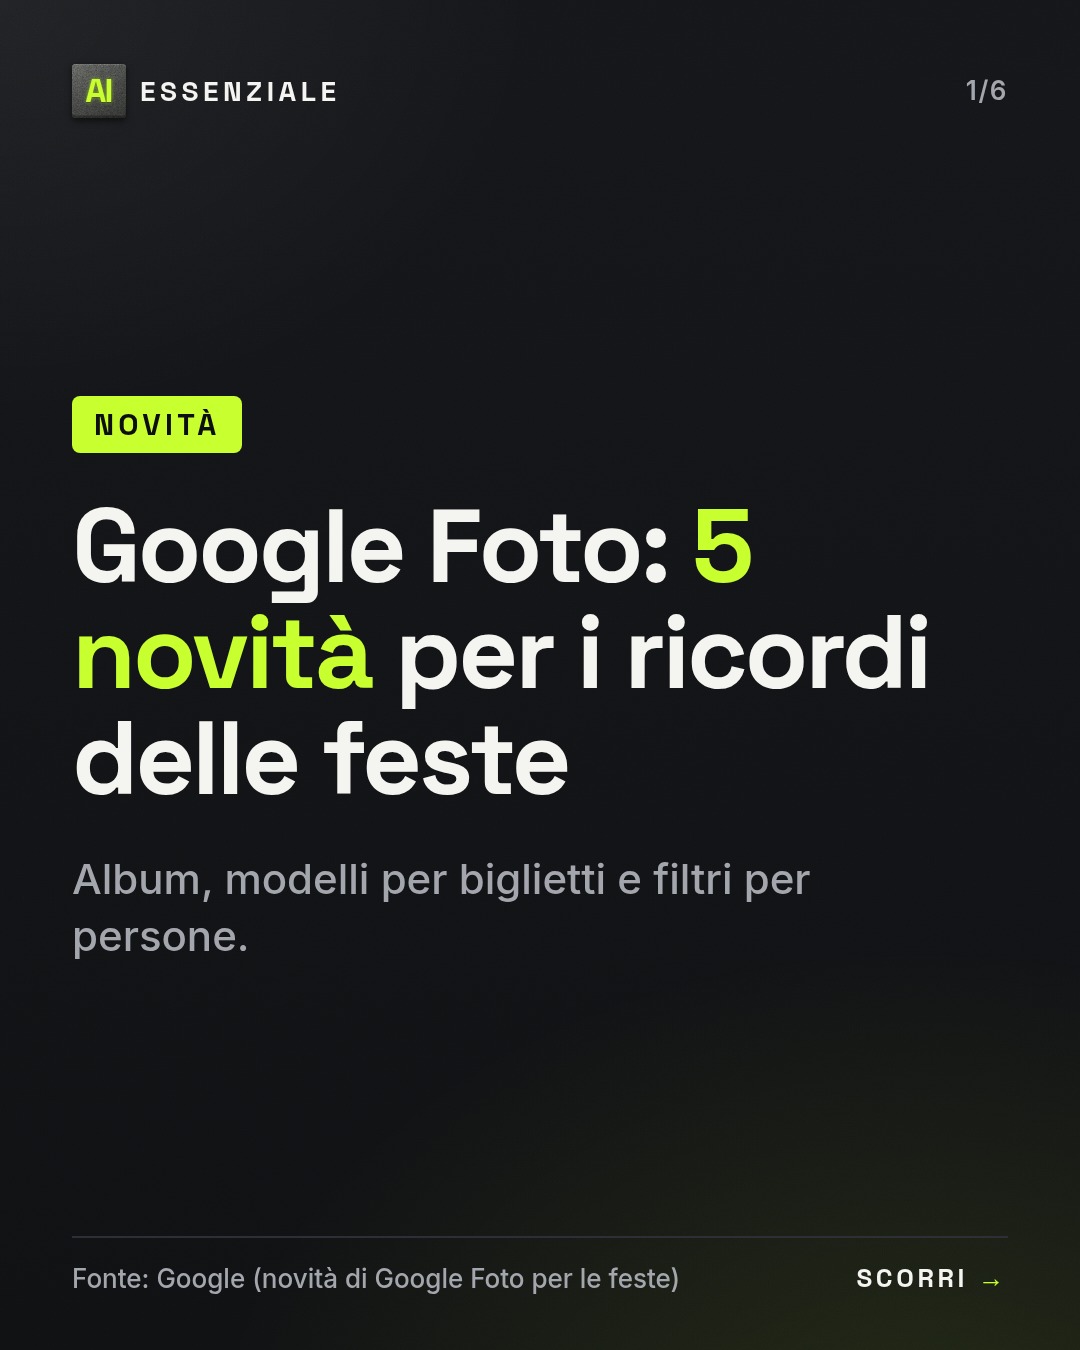 AI ESSENZIALE
1/6
NOVITÀ
Google Foto: 5
novità per i ricordi
delle feste
Album, modelli per biglietti e filtri per
persone.
Fonte: Google (novità di Google Foto per le feste)
SCORRI →